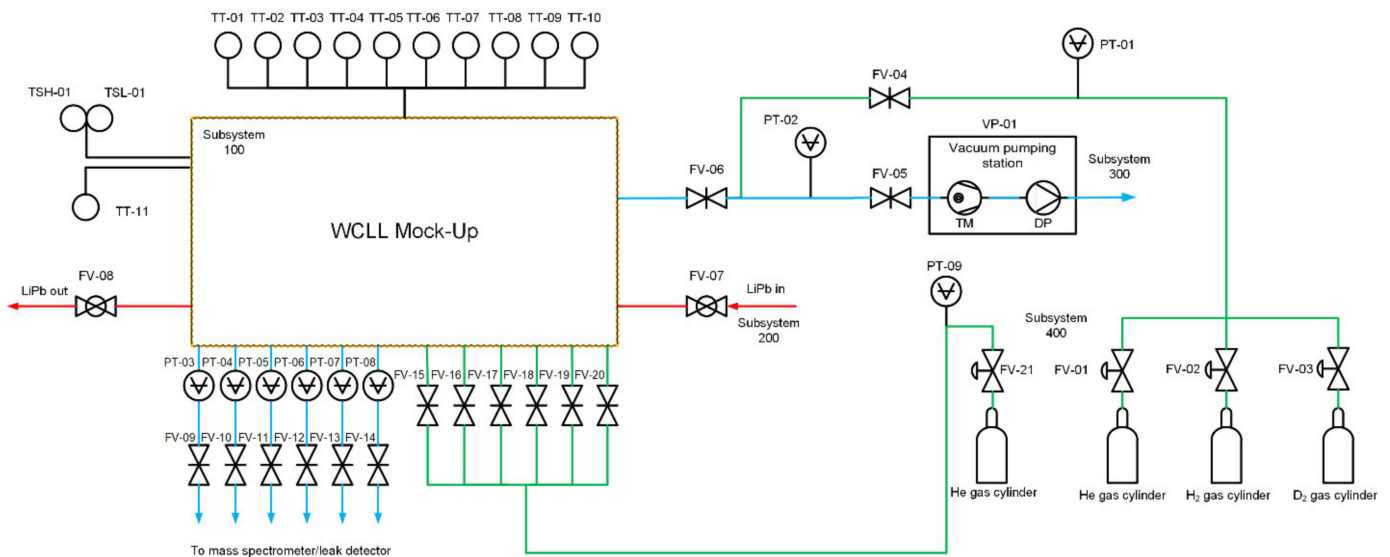 TT-01 TT-02 TT-03 TT-04 TT-05 TT-06 TT-07 TT-08 TT-09 TT-10
PT-01
FV-04
TSH-01 TSL-01
VP-01
Subsystem
100
PT-02
Vacuum pumping
station
Subsystem
300
FV-06
FV-05
TT-11
TM
DP
WCLL Mock-Up
PT-09
FV-08
FV-07
LiPb out
LiPb in
Subsystem
200
Subsystem
400
PT-03 PT-04 PT-05 PT-06 PT-07 PT-08
FV-15 FV-16 FV-17 FV-18 FV-19 FV-20
FV-21
FV-01
FV-02
FV-03
FV-09 FV-10 FV-11 FV-12 FV-13 FV-14
He gas cylinder
He gas cylinder
H₂ gas cylinder
D₂ gas cylinder
To mass spectrometer/leak detector